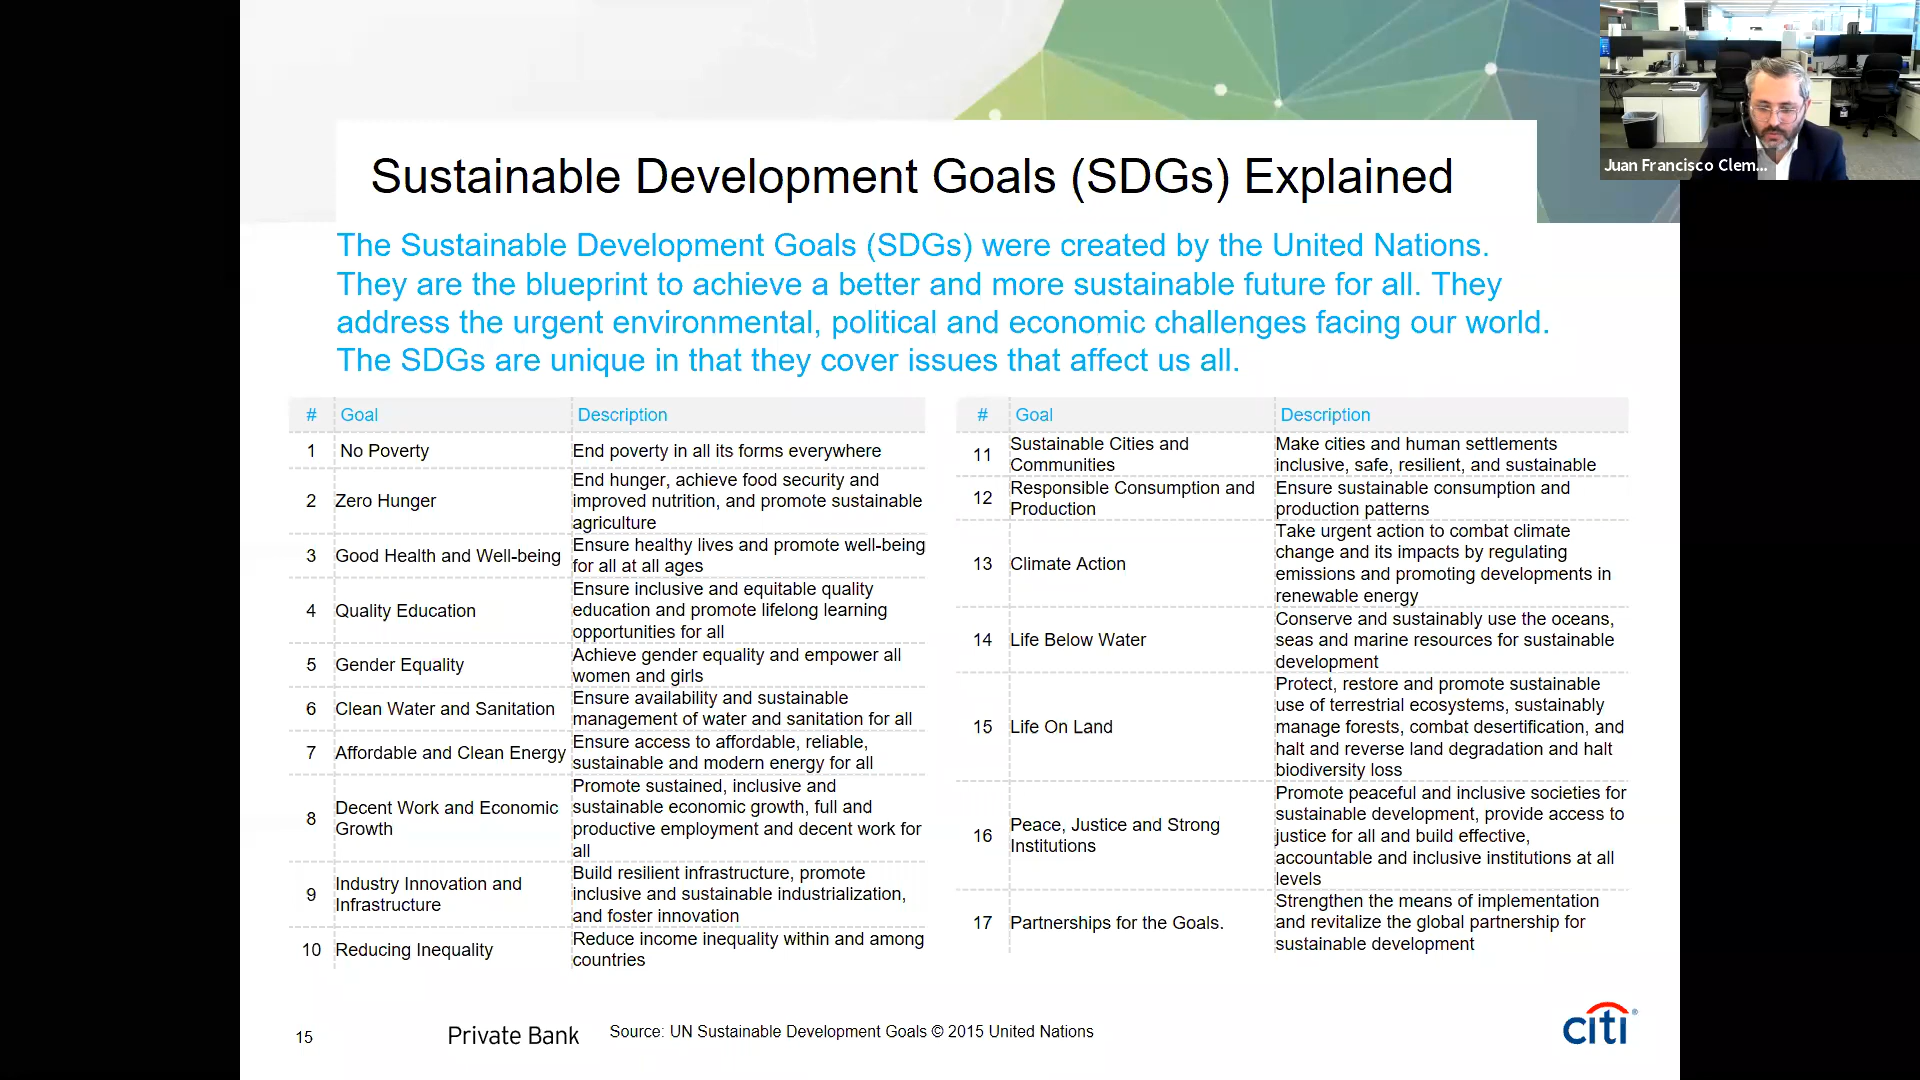 Juan Francisco Clem...
Sustainable Development Goals (SDGs) Explained
The Sustainable Development Goals (SDGs) were created by the United Nations.
They are the blueprint to achieve a better and more sustainable future for all. They
address the urgent environmental, political and economic challenges facing our world.
The SDGs are unique in that they cover issues that affect us all.
# Goal Description
1 No Poverty End poverty in all its forms everywhere
2 Zero Hunger End hunger, achieve food security and
improved nutrition, and promote sustainable
agriculture
3 Good Health and Well-being Ensure healthy lives and promote well-being
for all at all ages
4 Quality Education Ensure inclusive and equitable quality
education and promote lifelong learning
opportunities for all
5 Gender Equality Achieve gender equality and empower all
women and girls
6 Clean Water and Sanitation Ensure availability and sustainable
management of water and sanitation for all
7 Affordable and Clean Energy Ensure access to affordable, reliable,
sustainable and modern energy for all
8 Decent Work and Economic
Growth
Promote sustained, inclusive and
sustainable economic growth, full and
productive employment and decent work for
all
9 Industry Innovation and
Infrastructure
Build resilient infrastructure, promote
inclusive and sustainable industrialization,
and foster innovation
10 Reducing Inequality Reduce income inequality within and among
countries
# Goal Description
11 Sustainable Cities and
Communities
Make cities and human settlements
inclusive, safe, resilient, and sustainable
12 Responsible Consumption and
Production
Ensure sustainable consumption and
production patterns
13 Climate Action Take urgent action to combat climate
change and its impacts by regulating
emissions and promoting developments in
renewable energy
14 Life Below Water Conserve and sustainably use the oceans,
seas and marine resources for sustainable
development
15 Life On Land Protect, restore and promote sustainable
use of terrestrial ecosystems, sustainably
manage forests, combat desertification, and
halt and reverse land degradation and halt
biodiversity loss
16 Peace, Justice and Strong
Institutions
Promote peaceful and inclusive societies for
sustainable development, provide access to
justice for all and build effective,
accountable and inclusive institutions at all
levels
17 Partnerships for the Goals. Strengthen the means of implementation
and revitalize the global partnership for
sustainable development
15
Private Bank
Source: UN Sustainable Development Goals © 2015 United Nations
citi®